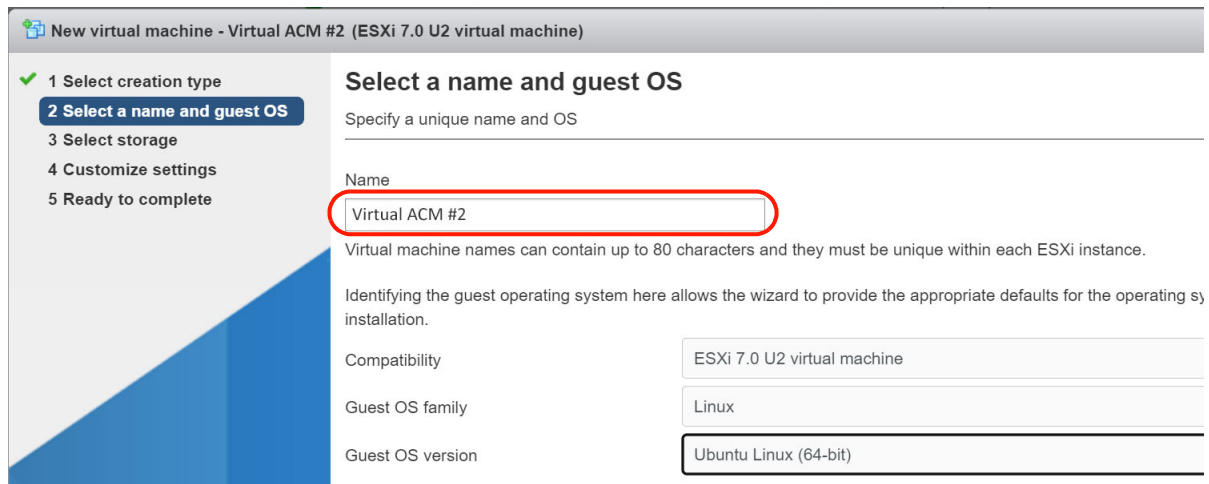 New virtual machine - Virtual ACM #2 (ESXi 7.0 U2 virtual machine)
1 Select creation type
2 Select a name and guest OS
3 Select storage
4 Customize settings
5 Ready to complete
Select a name and guest OS
Specify a unique name and OS
Name
Virtual ACM #2
Virtual machine names can contain up to 80 characters and they must be unique within each ESXi instance.
Identifying the guest operating system here allows the wizard to provide the appropriate defaults for the operating sy
installation.
Compatibility
ESXi 7.0 U2 virtual machine
Guest OS family
Linux
Guest OS version
Ubuntu Linux (64-bit)